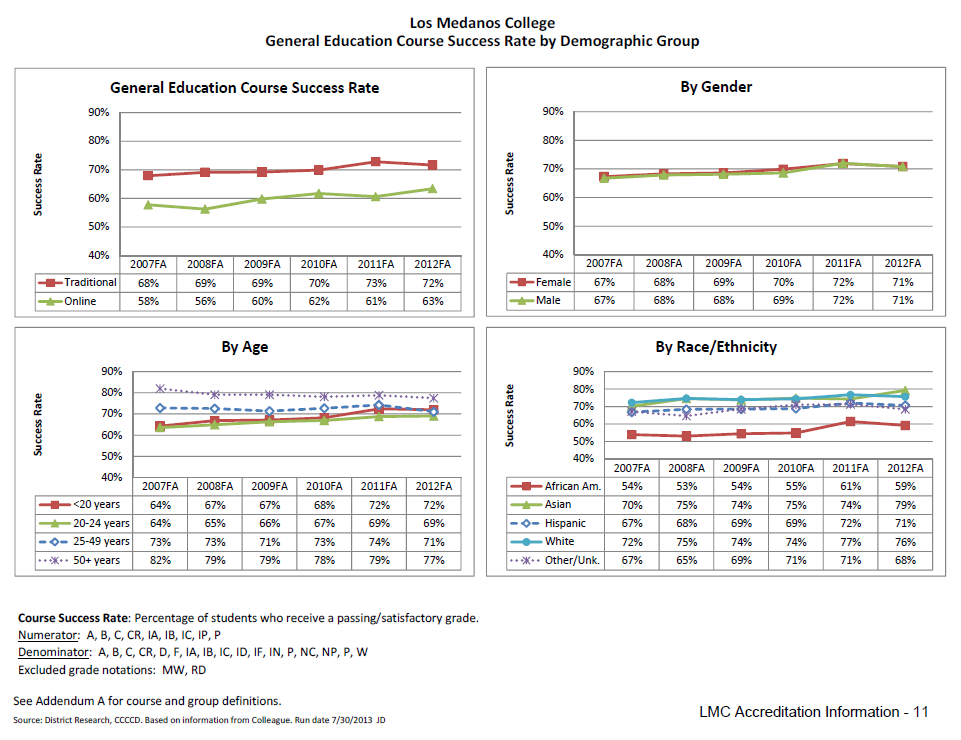 Los Medanos College
General Education Course Success Rate by Demographic Group
General Education Course Success Rate
90%
80%
70%
60%
50%
40%
Success Rate
2007FA 2008FA 2009FA 2010FA 2011FA 2012FA
Traditional 68% 69% 69% 70% 73% 72%
Online 58% 56% 60% 62% 61% 63%
By Gender
90%
80%
70%
60%
50%
40%
Success Rate
2007FA 2008FA 2009FA 2010FA 2011FA 2012FA
Female 67% 68% 69% 70% 72% 71%
Male 67% 68% 68% 69% 72% 71%
By Age
90%
80%
70%
60%
50%
40%
Success Rate
2007FA 2008FA 2009FA 2010FA 2011FA 2012FA
<20 years 64% 67% 67% 68% 72% 72%
20-24 years 64% 65% 66% 67% 69% 69%
25-49 years 73% 73% 71% 73% 74% 71%
50+ years 82% 79% 79% 78% 79% 77%
By Race/Ethnicity
90%
80%
70%
60%
50%
40%
Success Rate
2007FA 2008FA 2009FA 2010FA 2011FA 2012FA
African Am. 54% 53% 54% 55% 61% 59%
Asian 70% 75% 74% 75% 74% 79%
Hispanic 67% 68% 69% 69% 72% 71%
White 72% 75% 74% 74% 77% 76%
Other/Unk. 67% 65% 69% 71% 71% 68%
Course Success Rate: Percentage of students who receive a passing/satisfactory grade.
Numerator: A, B, C, CR, IA, IB, IC, IP, P
Denominator: A, B, C, CR, D, F, IA, IB, IC, ID, IF, IN, P, NC, NP, P, W
Excluded grade notations: MW, RD
See Addendum A for course and group definitions.
Source: District Research, CCCCD. Based on information from Colleague. Run date 7/30/2013 JD
LMC Accreditation Information - 11